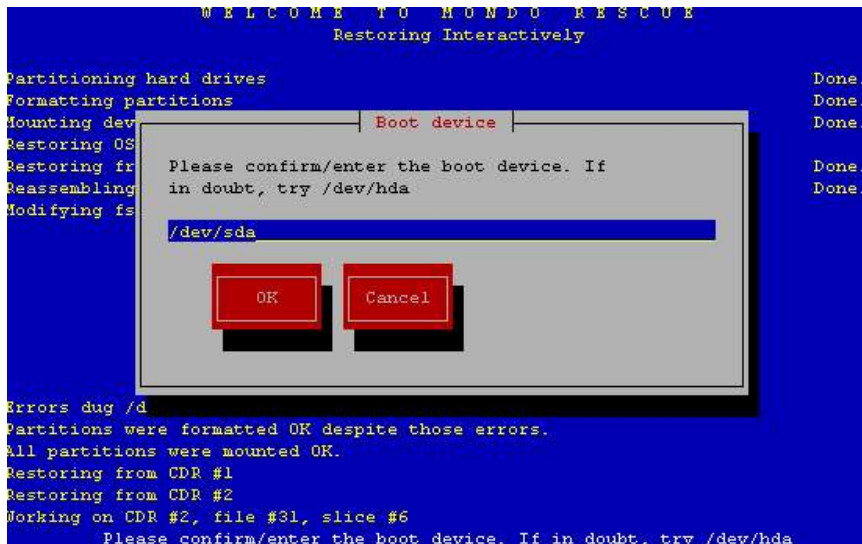 W E L C O M E   T O   M O N D O   R E S C U E
Restoring Interactively
Partitioning hard drives Done.
Formatting partitions Done.
Mounting dev Done.
Restoring OS
Restoring fr Done.
Reassembling Done.
Modifying fs
Boot device
Please confirm/enter the boot device. If
in doubt, try /dev/hda
/dev/sda
OK Cancel
Errors dug /d
Partitions were formatted OK despite those errors.
All partitions were mounted OK.
Restoring from CDR #1
Restoring from CDR #2
Working on CDR #2, file #31, slice #6
Please confirm/enter the boot device. If in doubt, try /dev/hda